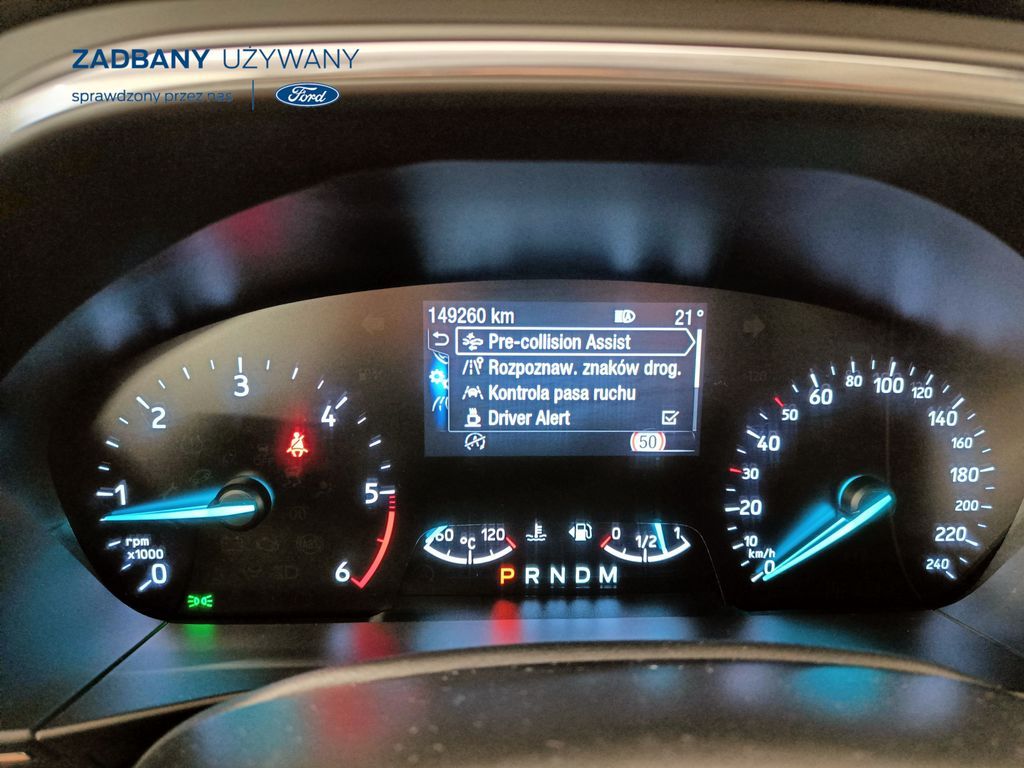 ZADBANY UŻYWANY
sprawdzony przez nas Ford
149260 km 21°
Pre-collision Assist
Rozpoznaw. znaków drog.
Kontrola pasa ruchu
Driver Alert
50
0 1 2 3 4 5 6
rpm
x1000
60 °C 120
0 1/2 1
P R N D M
0 10 20 30 40 50 60 80 100 120 140 160 180 200 220 240
km/h